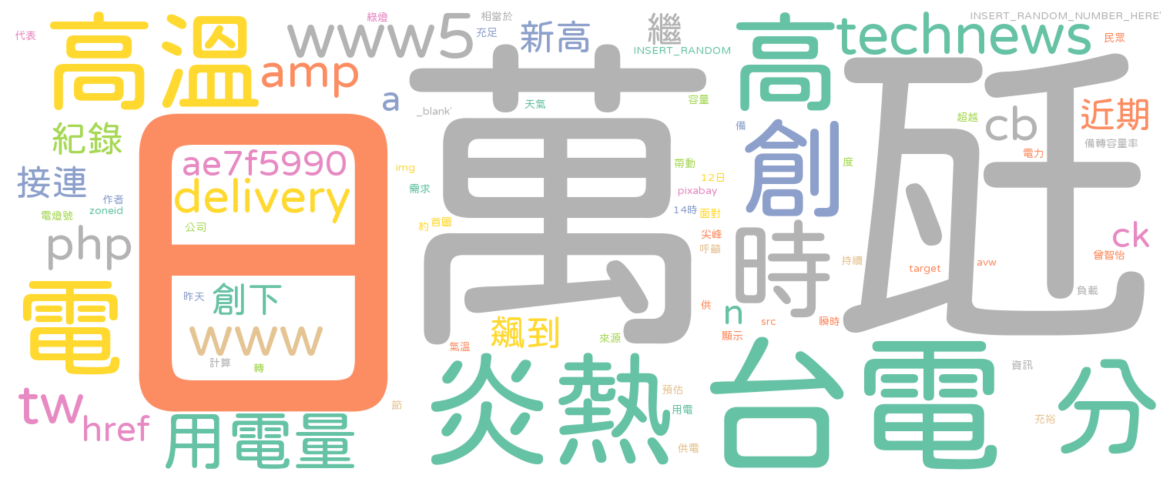 代表
高溫
綠燈
www5
相當於
充足
新高
繼
INSERT_RANDOM
高
technews
INSERT_RANDOM_NUMBER_HERE'
民眾
amp
a
_blank'
天氣
萬
容量
備
瓩
超越
cb
近期
備轉容量率
電力
紀錄
接連
作者
電燈號
zoneid
日
ae7f5990
delivery
公司
img
需求
約
首圖
帶動
12日
pixabay
14時
面對
尖峰
呼籲
創
度
時
持續
target
avw
ck
曾智怡
負載
php
電
昨天
創下
www
計算
轉
飆到
氣溫
來源
供
n
src
瞬時
顯示
tw
href
用電量
節
炎熱
預估
用電
供電
台電
資訊
充裕
分